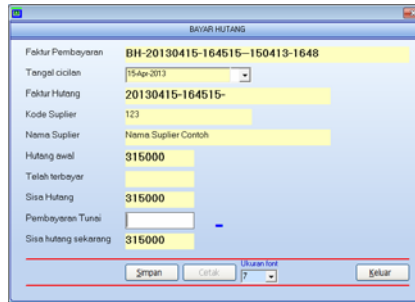 BAYAR HUTANG
Faktur Pembayaran BH-20130415-164515--150413-1648
Tangal cicilan 15-Apr-2013
Faktur Hutang 20130415-164515-
Kode Suplier 123
Nama Suplier Nama Suplier Contoh
Hutang awal 315000
Telah terbayar
Sisa Hutang 315000
Pembayaran Tunai
Sisa hutang sekarang 315000
Ukuran font
Simpan Cetak 7 Keluar